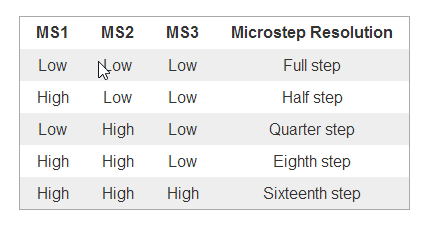 MS1 MS2 MS3 Microstep Resolution
Low Low Low Full step
High Low Low Half step
Low High Low Quarter step
High High Low Eighth step
High High High Sixteenth step